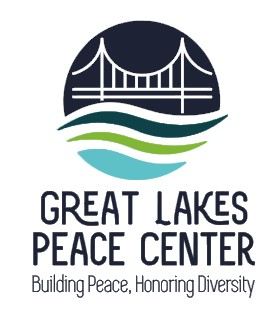 GREAT LAKES
PEACE CENTER
Building Peace, Honoring Diversity